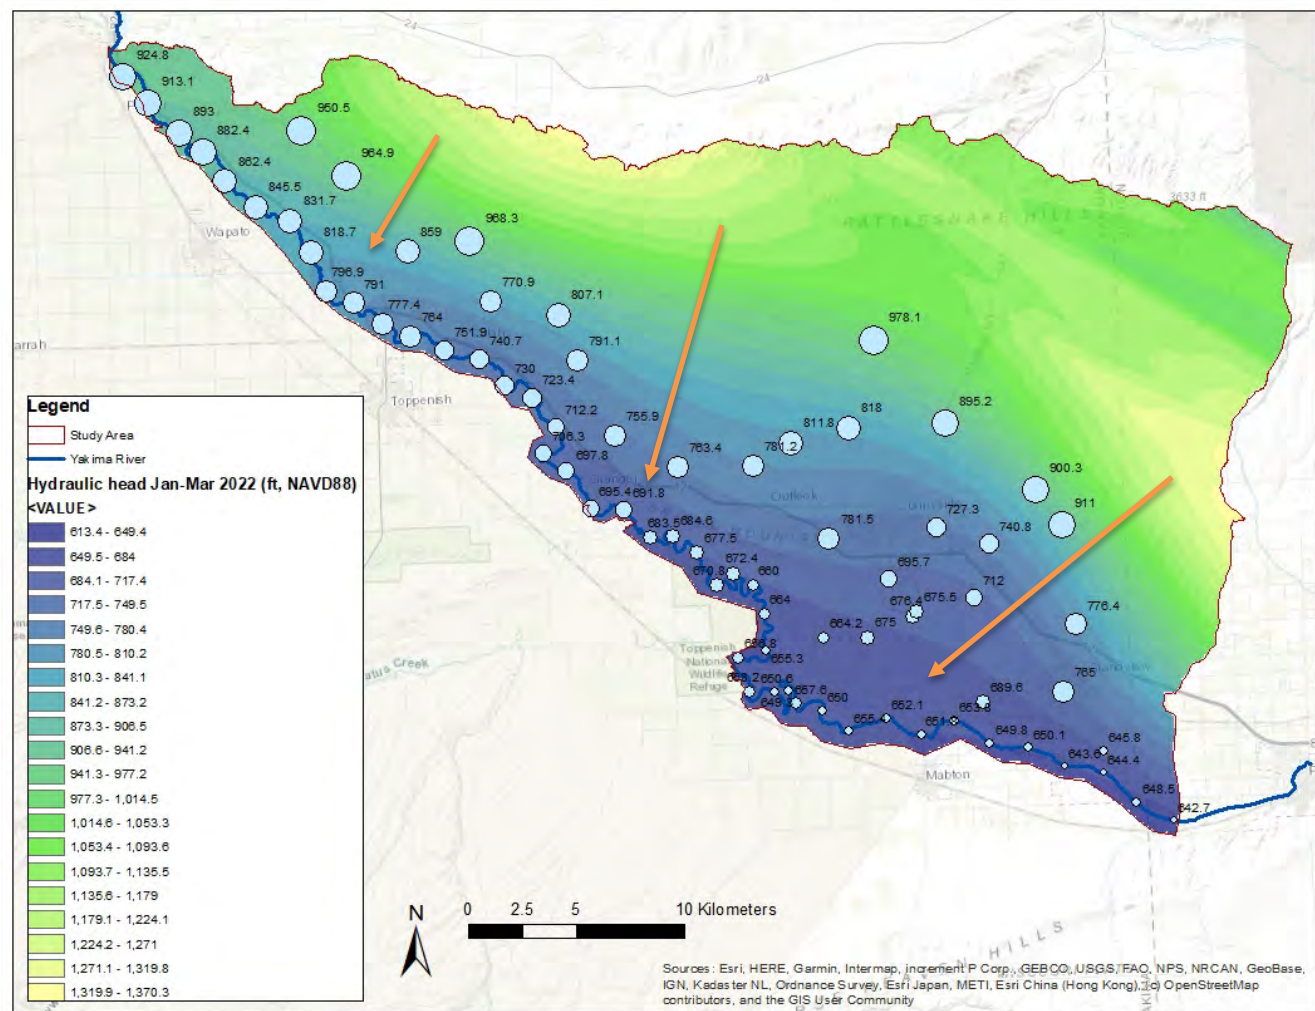 24
24
924.8
913.1
893
882.4
862.4
845.5
831.7
818.7
796.9
791
777.4
764
751.9
740.7
730
723.4
712.2
706.3
697.8
695.4
691.8
683.5
684.6
677.5
672.4
670.8
660
664
655.3
650.6
657.6
650
655.4
652.1
653.8
649.8
650.1
643.6
645.8
644.4
648.5
642.7
950.5
964.9
859
968.3
770.9
807.1
791.1
755.9
763.4
781.2
811.8
818
978.1
895.2
900.3
911
727.3
740.8
781.5
695.7
712
676.4
675.5
664.2
675
776.4
765
689.6
RATTLESNAKE HILLS
3633 ft
Wapato
Toppenish
Outlook
Toppenish
National
Wildlife
Refuge
Mabton
Legend
Study Area
Yakima River
Hydraulic head Jan-Mar 2022 (ft, NAVD88)
<VALUE>
613.4 - 649.4
649.5 - 684
684.1 - 717.4
717.5 - 749.5
749.6 - 780.4
780.5 - 810.2
810.3 - 841.1
841.2 - 873.2
873.3 - 906.5
906.6 - 941.2
941.3 - 977.2
977.3 - 1,014.5
1,014.6 - 1,053.3
1,053.4 - 1,093.6
1,093.7 - 1,135.5
1,135.6 - 1,179
1,179.1 - 1,224.1
1,224.2 - 1,271
1,271.1 - 1,319.8
1,319.9 - 1,370.3
N
0 2.5 5 10 Kilometers
Sources: Esri, HERE, Garmin, Intermap, increment P Corp., GEBCO, USGS, FAO, NPS, NRCAN, GeoBase,
IGN, Kadaster NL, Ordnance Survey, Esri Japan, METI, Esri China (Hong Kong), (c) OpenStreetMap
contributors, and the GIS User Community